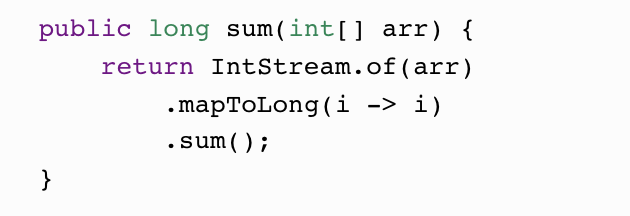 public long sum(int[] arr) {
    return IntStream.of(arr)
        .mapToLong(i -> i)
        .sum();
}